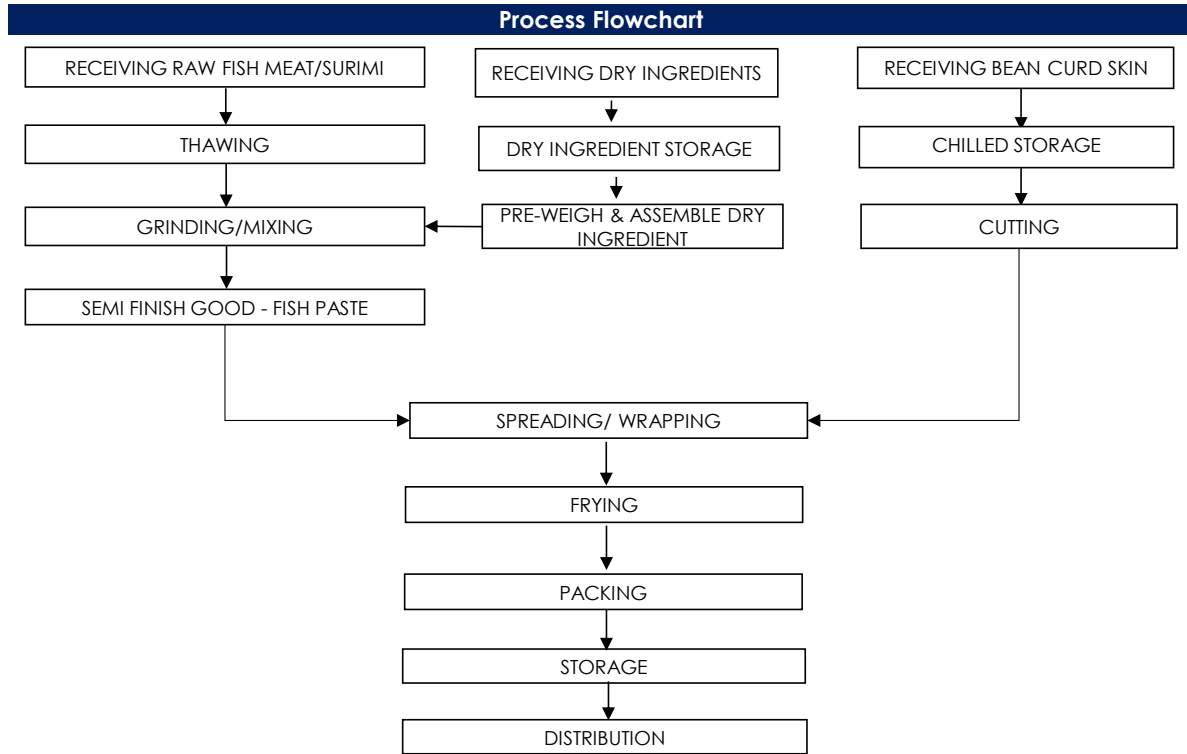 Process Flowchart
RECEIVING RAW FISH MEAT/SURIMI
RECEIVING DRY INGREDIENTS
RECEIVING BEAN CURD SKIN
THAWING
DRY INGREDIENT STORAGE
CHILLED STORAGE
GRINDING/MIXING
PRE-WEIGH & ASSEMBLE DRY
INGREDIENT
CUTTING
SEMI FINISH GOOD - FISH PASTE
SPREADING/ WRAPPING
FRYING
PACKING
STORAGE
DISTRIBUTION